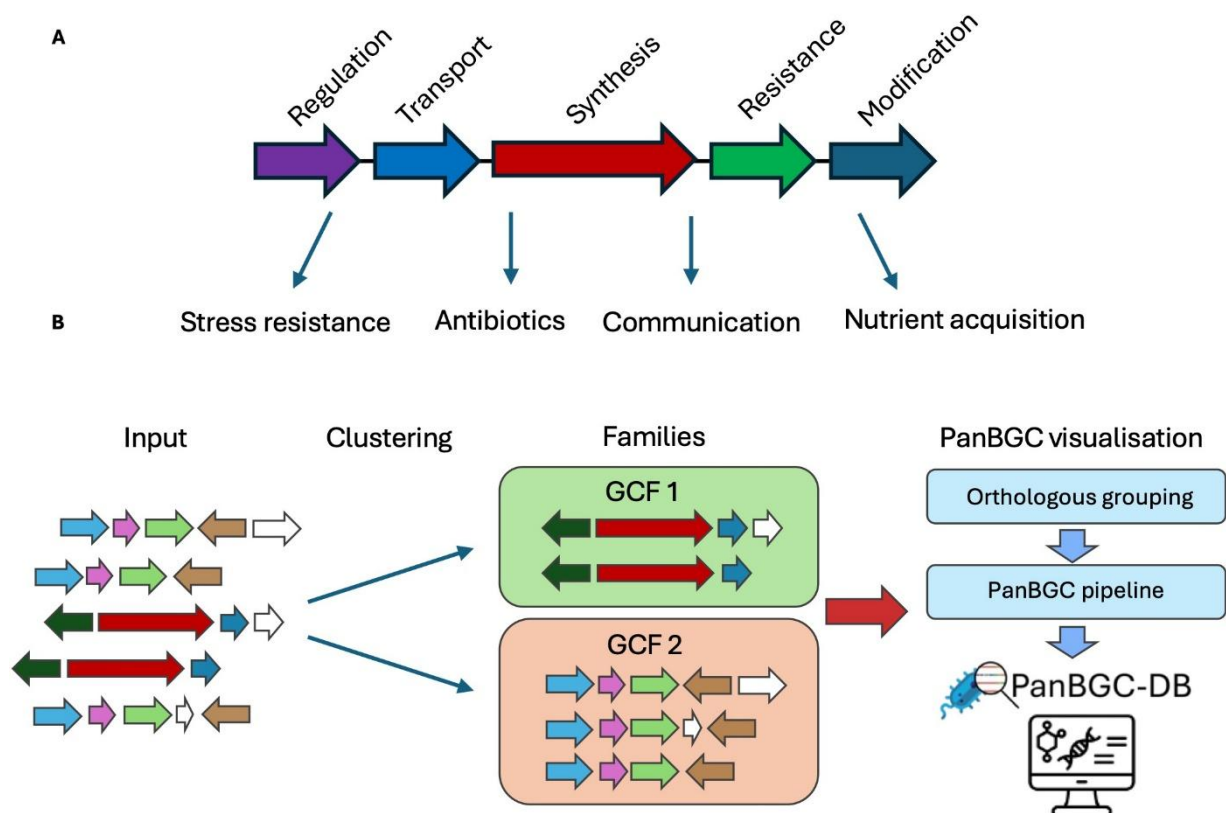 A
Regulation
Transport
Synthesis
Resistance
Modification
Stress resistance
Antibiotics
Communication
Nutrient acquisition
B
Input
Clustering
Families
PanBGC visualisation
GCF 1
GCF 2
Orthologous grouping
PanBGC pipeline
PanBGC-DB